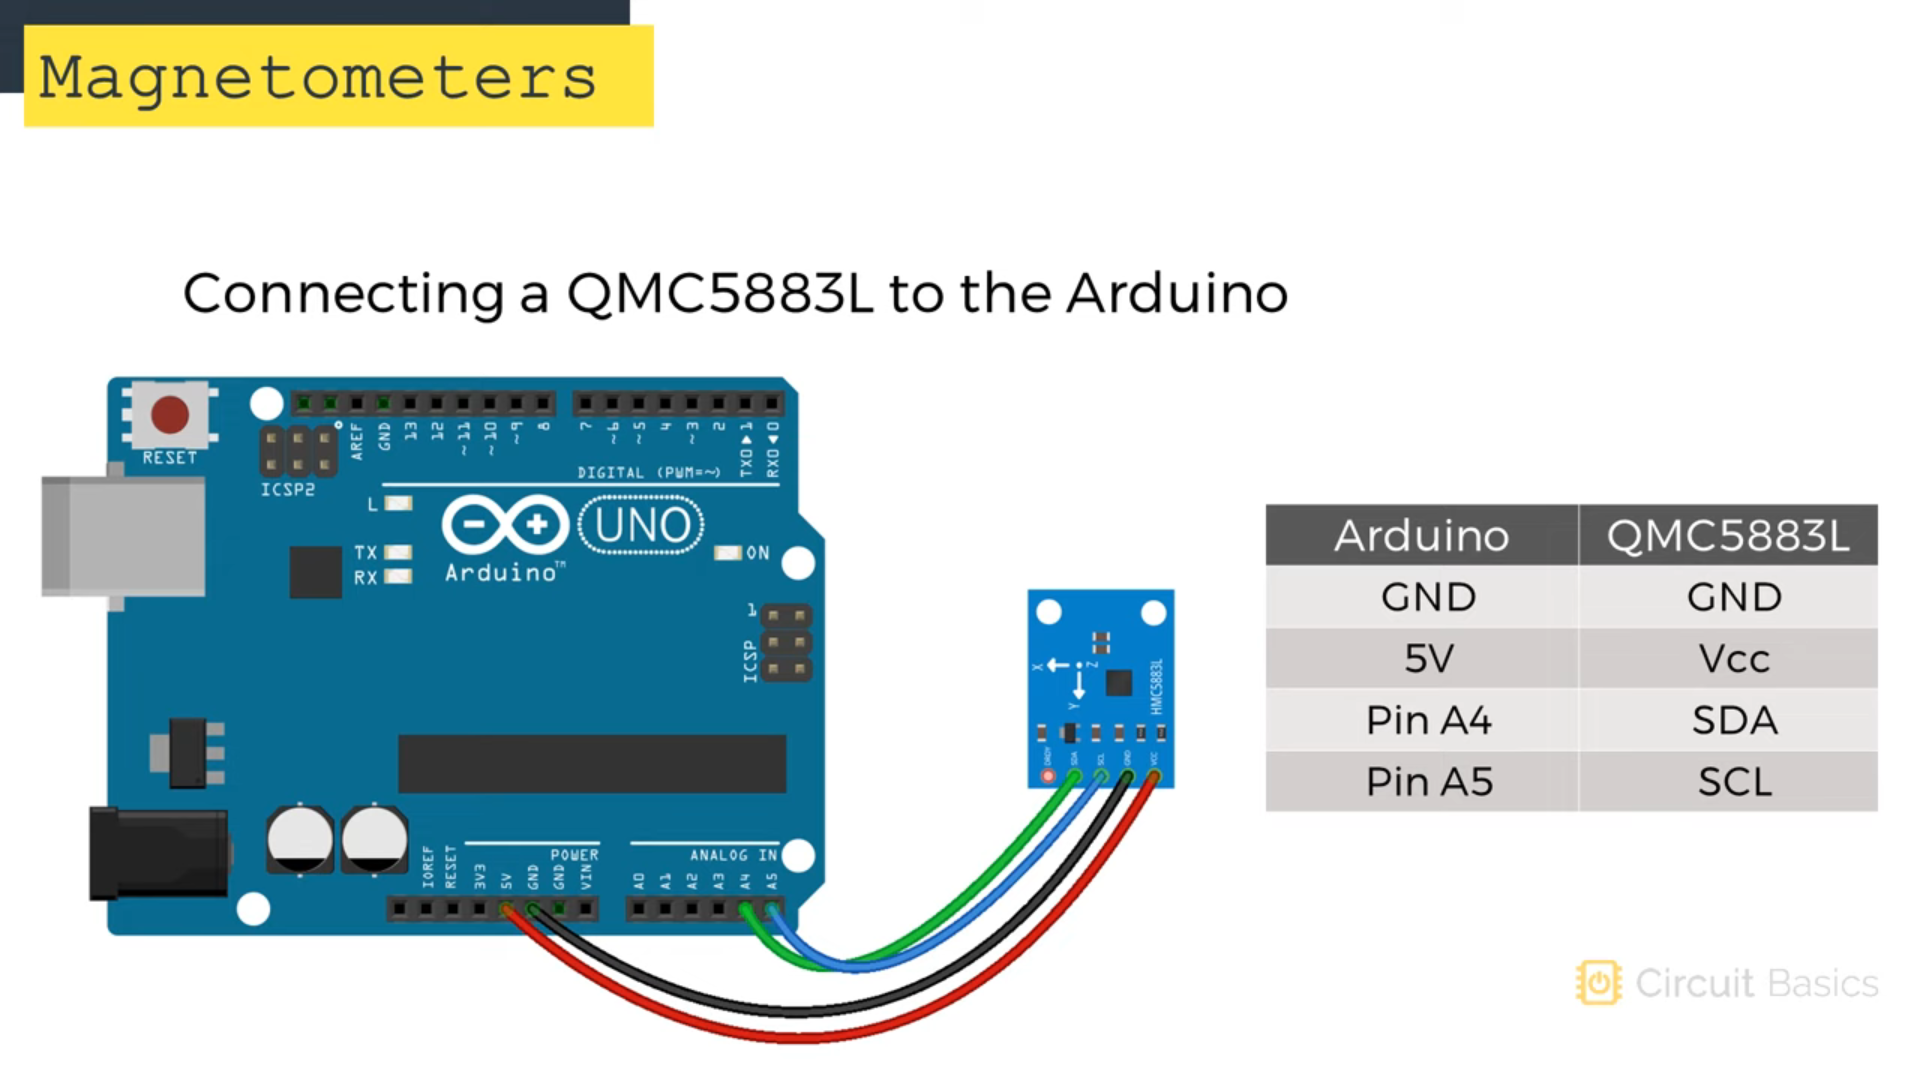 Magnetometers
Connecting a QMC5883L to the Arduino
RESET
ICSP2
AREF
GND
13
12
~11
~10
~9
8
7
~6
~5
4
~3
2
TX0▶1
RX0◀0
DIGITAL (PWM=~)
L
TX
RX
UNO
Arduino™
ON
1
ICSP
POWER
ANALOG IN
IOREF
RESET
3V3
5V
GND
GND
VIN
A0
A1
A2
A3
A4
A5
X
Z
Y
HMC5883L
DRDY
SDA
SCL
GND
VCC
Arduino QMC5883L
GND GND
5V Vcc
Pin A4 SDA
Pin A5 SCL
Circuit Basics